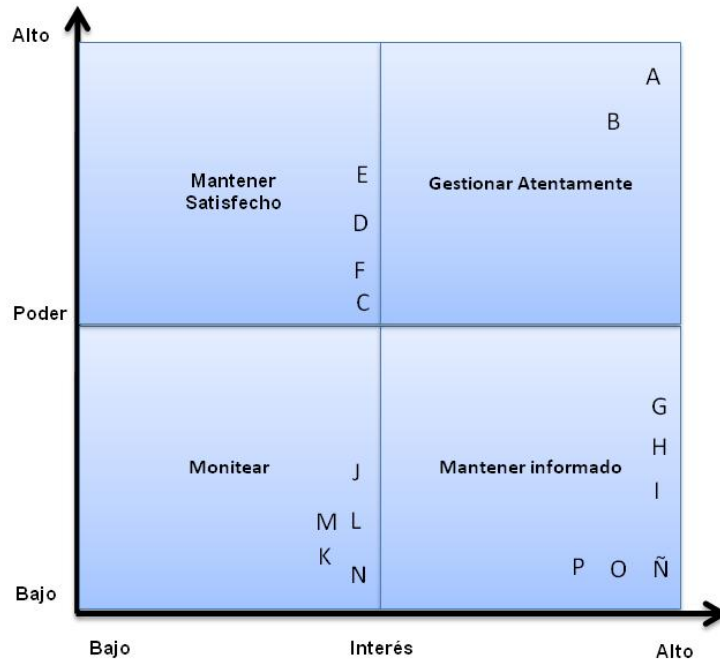 Alto
A
B
E
Mantener
Satisfecho
Gestionar Atentamente
D
F
C
Poder
G
H
Monitear
J
Mantener informado
I
M L
K
P O Ñ
N
Bajo
Bajo
Interés
Alto